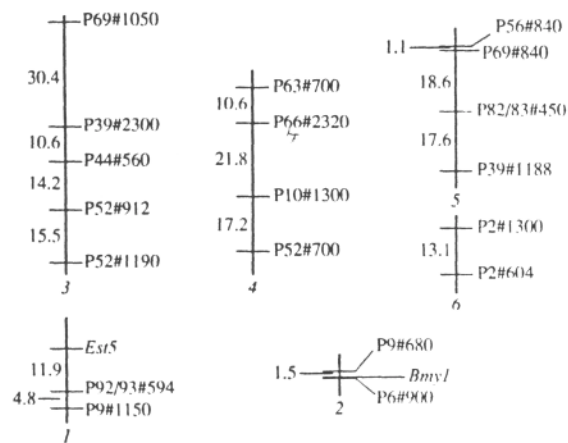 P69#1050
30.4
P39#2300
10.6
P44#560
14.2
P52#912
15.5
P52#1190
3
P63#700
10.6
P66#2320
21.8
P10#1300
17.2
P52#700
4
P56#840
1.1
P69#840
18.6
P82/83#450
17.6
P39#1188
5
P2#1300
13.1
P2#604
6
Est5
11.9
P92/93#594
4.8
P9#1150
1
P9#680
1.5
Bmy1
P6#900
2